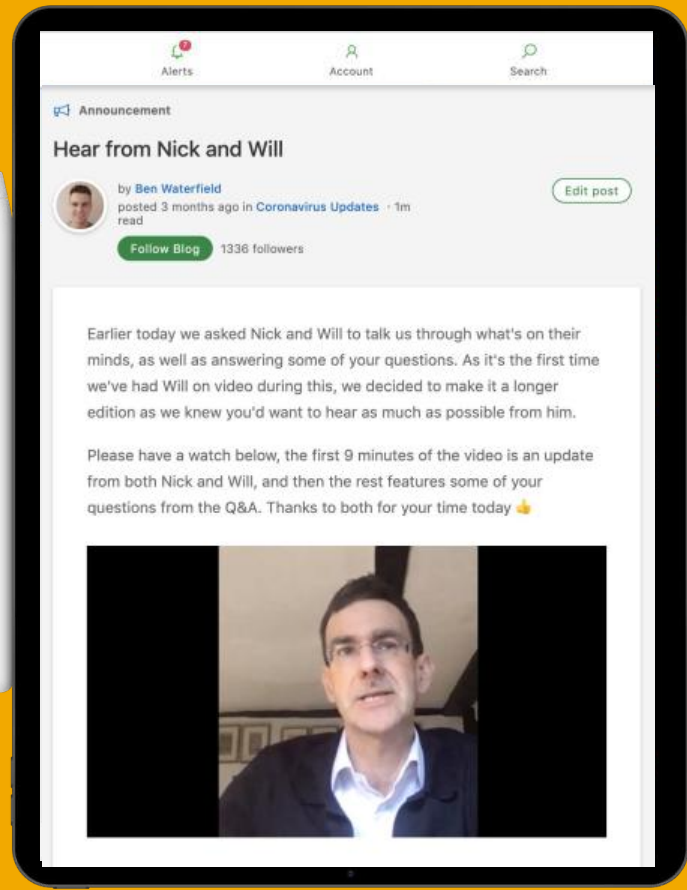 7
Alerts
Account
Search
Announcement
Hear from Nick and Will
by Ben Waterfield
posted 3 months ago in Coronavirus Updates · 1m
read
Edit post
Follow Blog 1336 followers
Earlier today we asked Nick and Will to talk us through what's on their
minds, as well as answering some of your questions. As it's the first time
we've had Will on video during this, we decided to make it a longer
edition as we knew you'd want to hear as much as possible from him.
Please have a watch below, the first 9 minutes of the video is an update
from both Nick and Will, and then the rest features some of your
questions from the Q&A. Thanks to both for your time today 👍